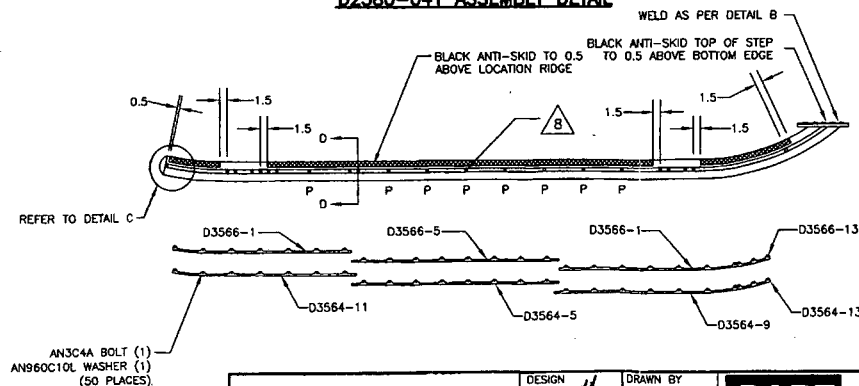 D2580-041 ASSEMBLY DETAIL
WELD AS PER DETAIL B
BLACK ANTI-SKID TO 0.5
ABOVE LOCATION RIDGE
BLACK ANTI-SKID TOP OF STEP
TO 0.5 ABOVE BOTTOM EDGE
0.5
1.5
1.5
1.5
1.5
1.5
8
D
D
P P P P P P P P P
REFER TO DETAIL C
D3566-1
D3566-5
D3566-1
D3566-13
D3564-11
D3564-5
D3564-9
D3564-13
AN3C4A BOLT (1)
AN960C10L WASHER (1)
(50 PLACES)
DESIGN
DRAWN BY